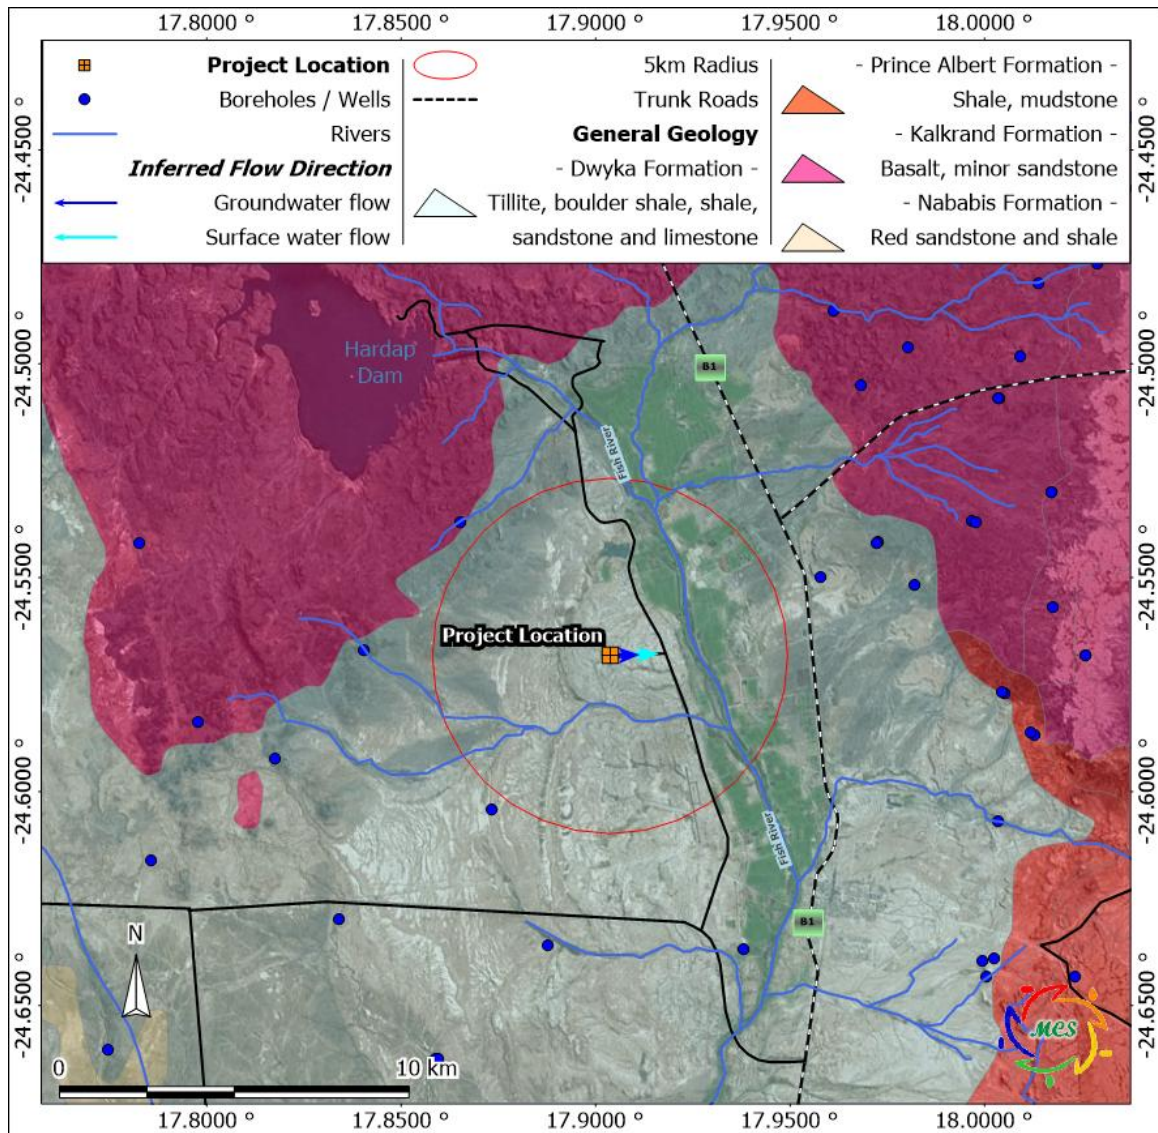 17.8000 ° 17.8500 ° 17.9000 ° 17.9500 ° 18.0000 °
Project Location
Boreholes / Wells
Rivers
Inferred Flow Direction
Groundwater flow
Surface water flow
5km Radius
Trunk Roads
General Geology
- Dwyka Formation -
Tillite, boulder shale, shale,
sandstone and limestone
- Prince Albert Formation -
Shale, mudstone
- Kalkrand Formation -
Basalt, minor sandstone
- Nababis Formation -
Red sandstone and shale
-24.4500 °
-24.5000 °
-24.5500 °
-24.6000 °
-24.6500 °
-24.4500 °
-24.5000 °
-24.5500 °
-24.6000 °
-24.6500 °
Hardap
Dam
B1
Fish River
Project Location
Fish River
B1
N
MCS
0 10 km
17.8000 ° 17.8500 ° 17.9000 ° 17.9500 ° 18.0000 °